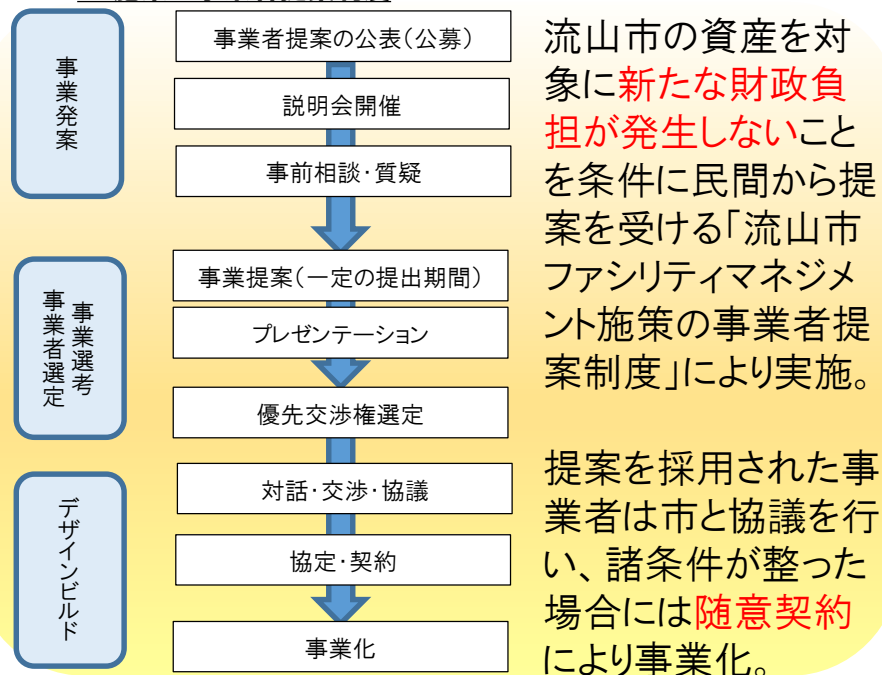 事業発案
事業者提案の公表(公募)
説明会開催
事前相談・質疑
事業選考
事業者選定
事業提案(一定の提出期間)
プレゼンテーション
優先交渉権選定
デザインビルド
対話・交渉・協議
協定・契約
事業化
流山市の資産を対
象に新たな財政負
担が発生しないこと
を条件に民間から提
案を受ける「流山市
ファシリティマネジメ
ント施策の事業者提
案制度」により実施。
提案を採用された事
業者は市と協議を行
い、諸条件が整った
場合には随意契約
により事業化。